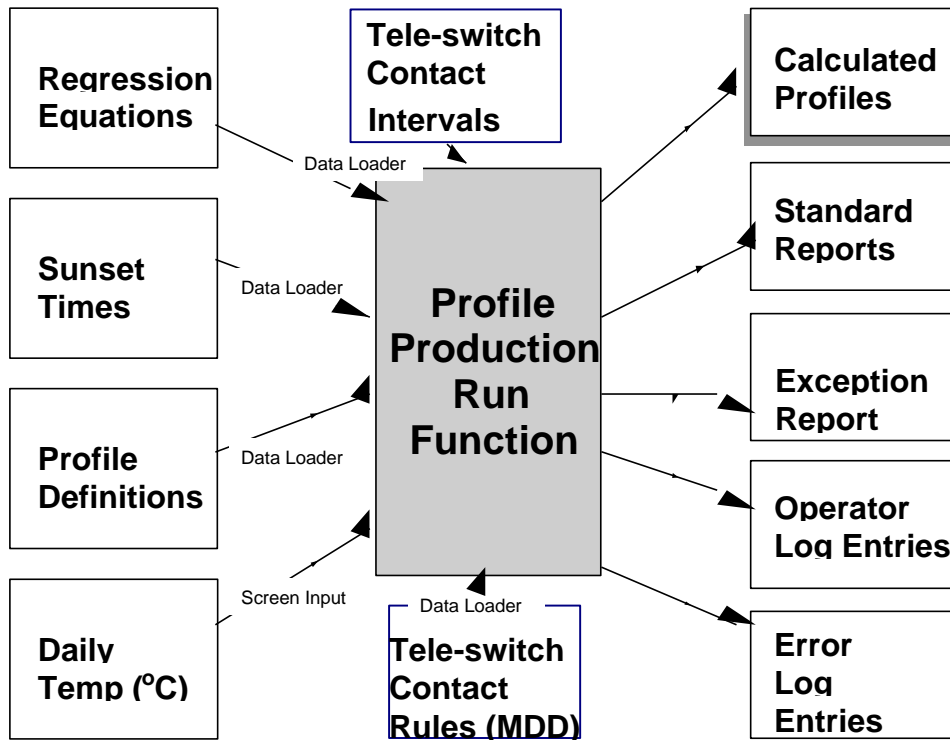 Regression
Equations
Tele-switch
Contact
Intervals
Calculated
Profiles
Data Loader
Sunset
Times
Data Loader
Standard
Reports
Profile
Production
Run
Function
Profile
Definitions
Data Loader
Exception
Report
Operator
Log Entries
Daily
Temp (°C)
Screen Input
Data Loader
Tele-switch
Contact
Rules (MDD)
Error
Log
Entries